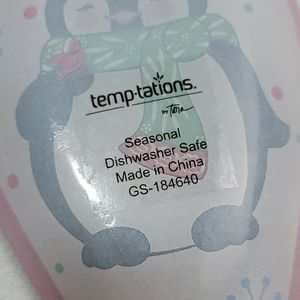 temp-tations.
by Tara
Seasonal
Dishwasher Safe
Made in China
GS-184640